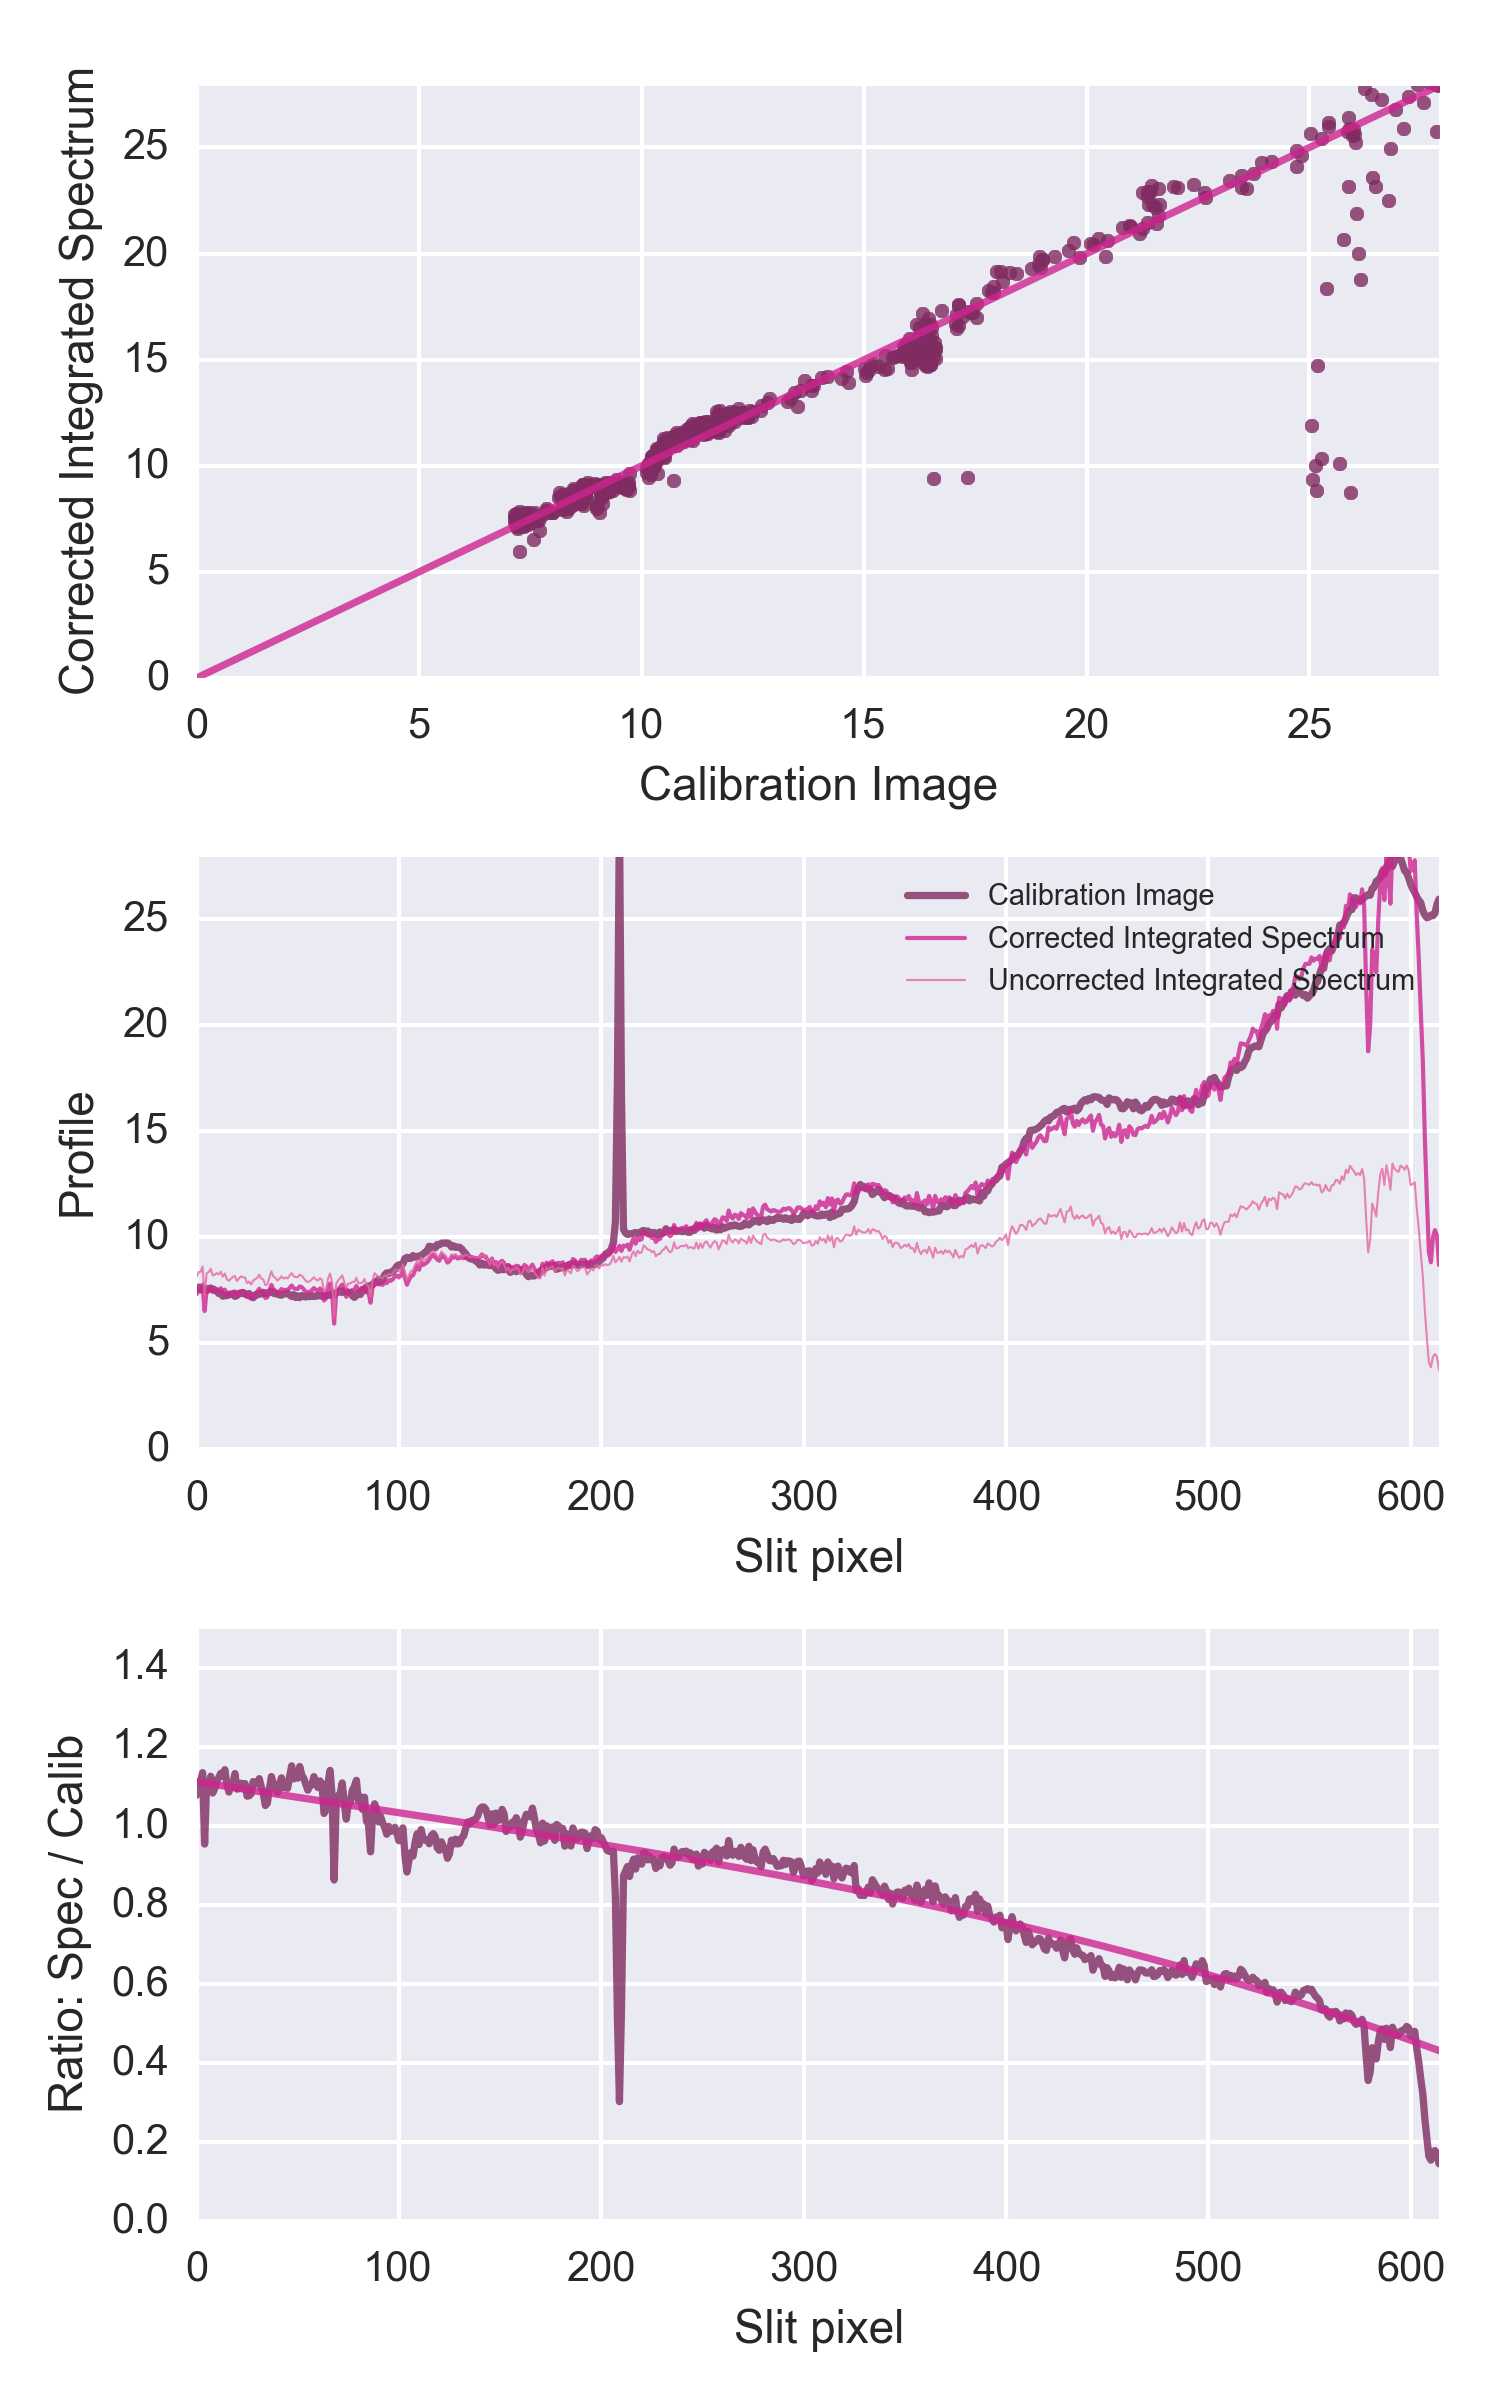 Corrected Integrated Spectrum
25
20
15
10
5
0
0 5 10 15 20 25
Calibration Image
Profile
25
20
15
10
5
0
Calibration Image
Corrected Integrated Spectrum
Uncorrected Integrated Spectrum
0 100 200 300 400 500 600
Slit pixel
Ratio: Spec / Calib
1.4
1.2
1.0
0.8
0.6
0.4
0.2
0.0
0 100 200 300 400 500 600
Slit pixel